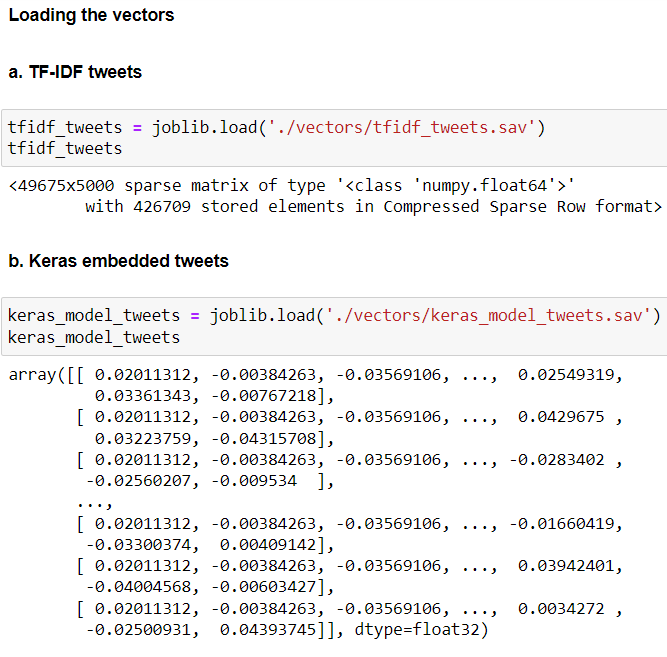 Loading the vectors
a. TF-IDF tweets
tfidf_tweets = joblib.load('./vectors/tfidf_tweets.sav')
tfidf_tweets
<49675x5000 sparse matrix of type '<class 'numpy.float64'>'
        with 426709 stored elements in Compressed Sparse Row format>
b. Keras embedded tweets
keras_model_tweets = joblib.load('./vectors/keras_model_tweets.sav')
keras_model_tweets
array([[ 0.02011312, -0.00384263, -0.03569106, ...,  0.02549319,
         0.03361343, -0.00767218],
       [ 0.02011312, -0.00384263, -0.03569106, ...,  0.0429675 ,
         0.03223759, -0.04315708],
       [ 0.02011312, -0.00384263, -0.03569106, ..., -0.0283402 ,
        -0.02560207, -0.009534  ],
       ...,
       [ 0.02011312, -0.00384263, -0.03569106, ..., -0.01660419,
        -0.03300374,  0.00409142],
       [ 0.02011312, -0.00384263, -0.03569106, ...,  0.03942401,
        -0.04004568, -0.00603427],
       [ 0.02011312, -0.00384263, -0.03569106, ...,  0.0034272 ,
        -0.02500931,  0.04393745]], dtype=float32)